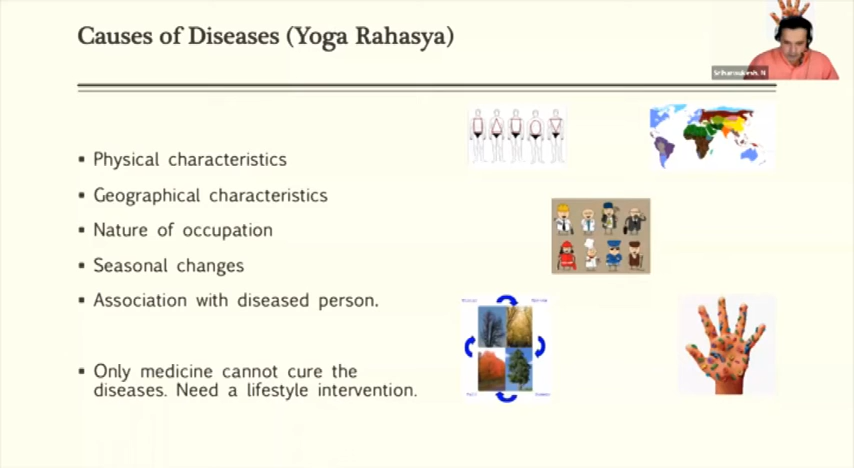 Causes of Diseases (Yoga Rahasya)
Physical characteristics
Geographical characteristics
Nature of occupation
Seasonal changes
Association with diseased person.
Only medicine cannot cure the
diseases. Need a lifestyle intervention.